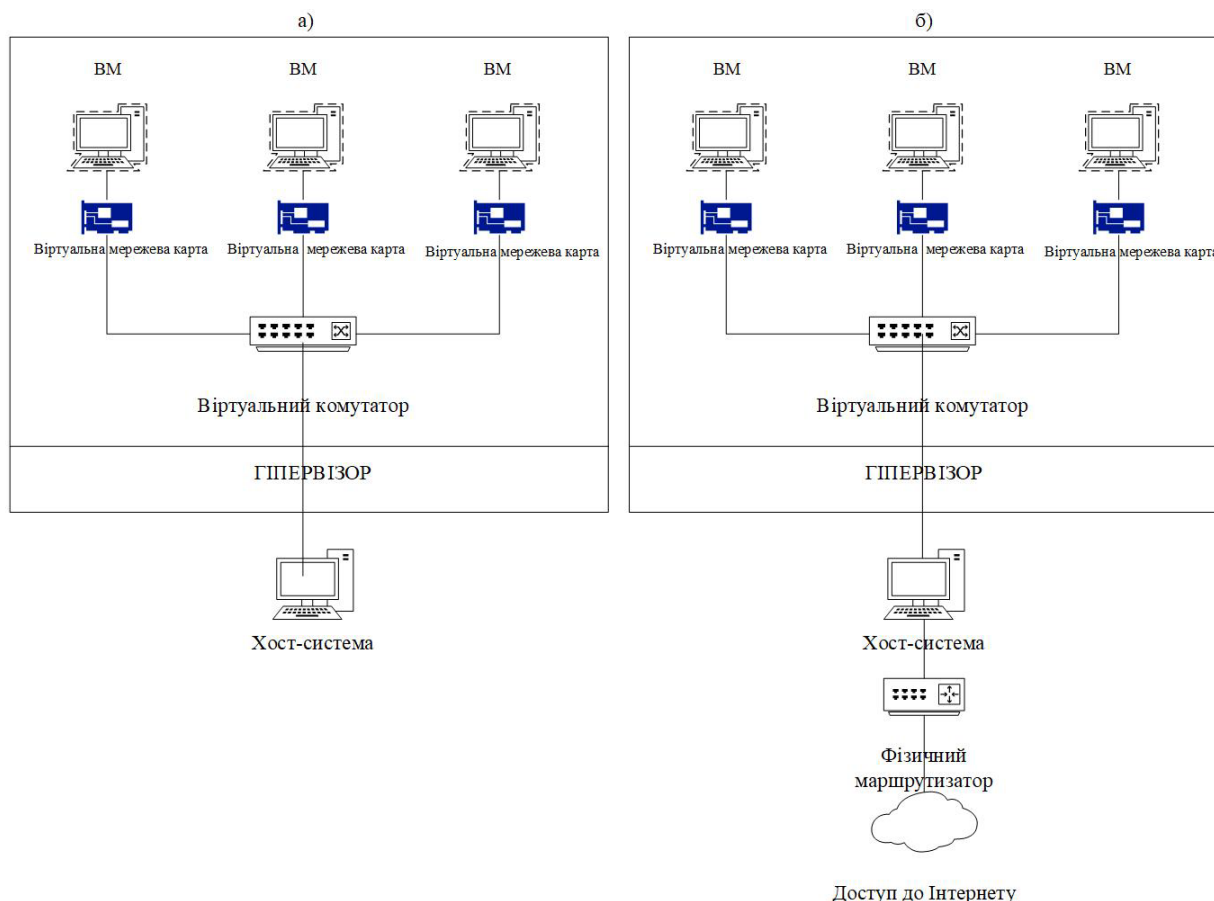 а)
б)
ВМ ВМ ВМ
ВМ ВМ ВМ
Віртуальна мережева карта
Віртуальна мережева карта
Віртуальна мережева карта
Віртуальна мережева карта
Віртуальна мережева карта
Віртуальна мережева карта
Віртуальний комутатор
Віртуальний комутатор
ГІПЕРВІЗОР
ГІПЕРВІЗОР
Хост-система
Хост-система
Фізичний
маршрутизатор
Доступ до Інтернету